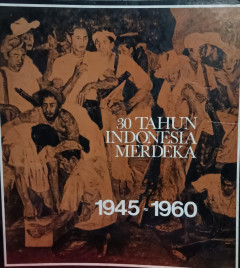 30 TAHUN
INDONESIA
MERDEKA
1945-1960